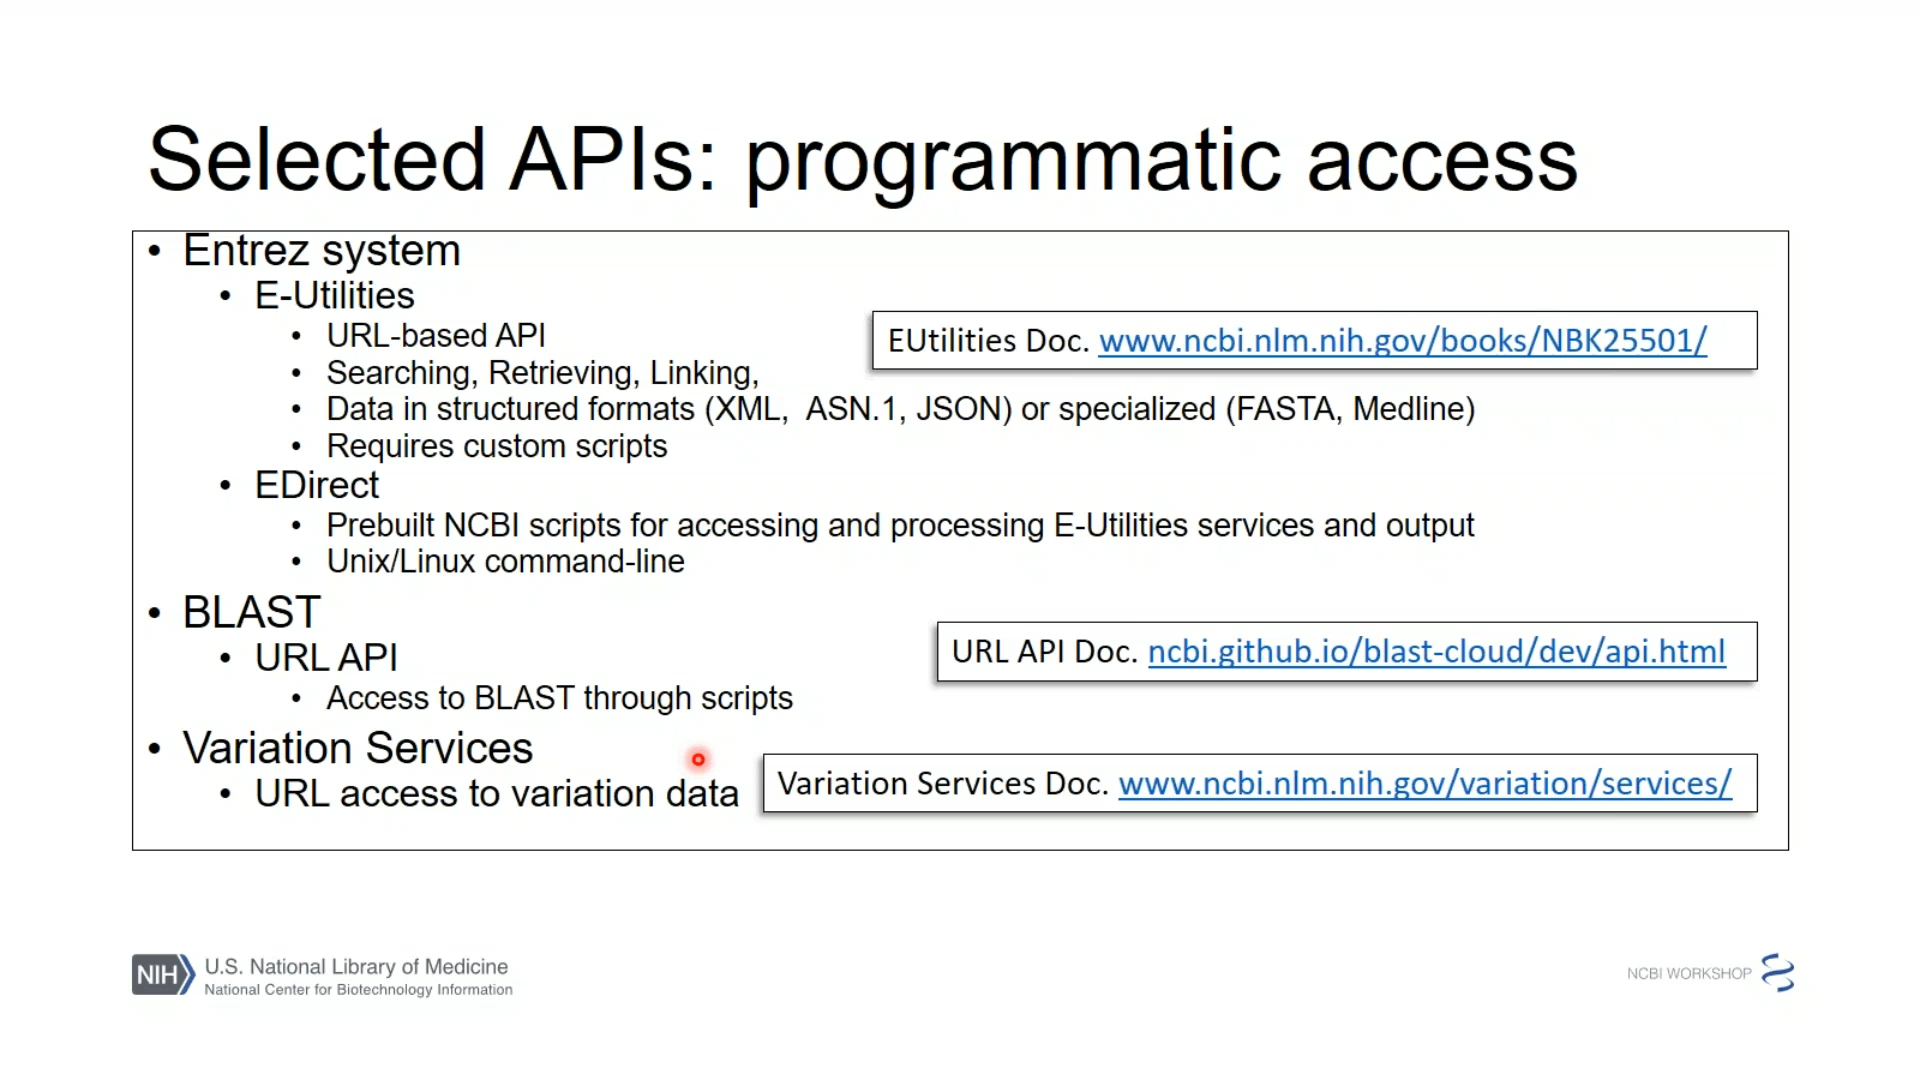 Selected APIs: programmatic access
• Entrez system
• E-Utilities
• URL-based API
EUtilities Doc. www.ncbi.nlm.nih.gov/books/NBK25501/
• Searching, Retrieving, Linking,
• Data in structured formats (XML, ASN.1, JSON) or specialized (FASTA, Medline)
• Requires custom scripts
• EDirect
• Prebuilt NCBI scripts for accessing and processing E-Utilities services and output
• Unix/Linux command-line
• BLAST
• URL API
URL API Doc. ncbi.github.io/blast-cloud/dev/api.html
• Access to BLAST through scripts
• Variation Services
• URL access to variation data
Variation Services Doc. www.ncbi.nlm.nih.gov/variation/services/
NIH
U.S. National Library of Medicine
National Center for Biotechnology Information
NCBI WORKSHOP